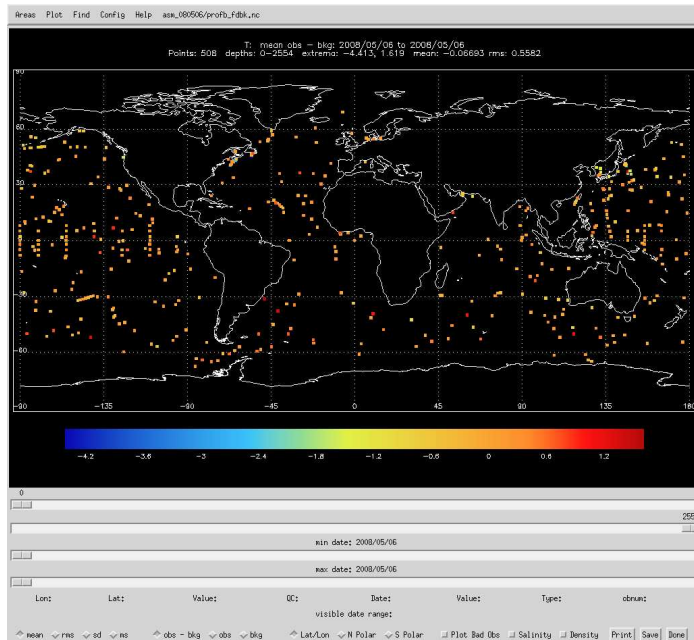 Areas Plot Find Config Help asm_080506/profb_fdbk.nc
T: mean obs - bkg: 2008/05/06 to 2008/05/06
Points: 508 depths: 0-2554 extrema: -4.413, 1.619 mean: -0.06693 rms: 0.5582
90
60
30
0
-30
-60
-90 -135 -90 -45 0 45 90 135 180
-4.2 -3.6 -3 -2.4 -1.8 -1.2 -0.6 0 0.6 1.2
0
255
min date: 2008/05/06
max date: 2008/05/06
Lon: Lat: Value: QC: Date: Value: Type: obnum:
visible date range:
mean rms sd ms obs - bkg obs bkg Lat/Lon N Polar S Polar Plot Bad Obs Salinity Density Print Save Done